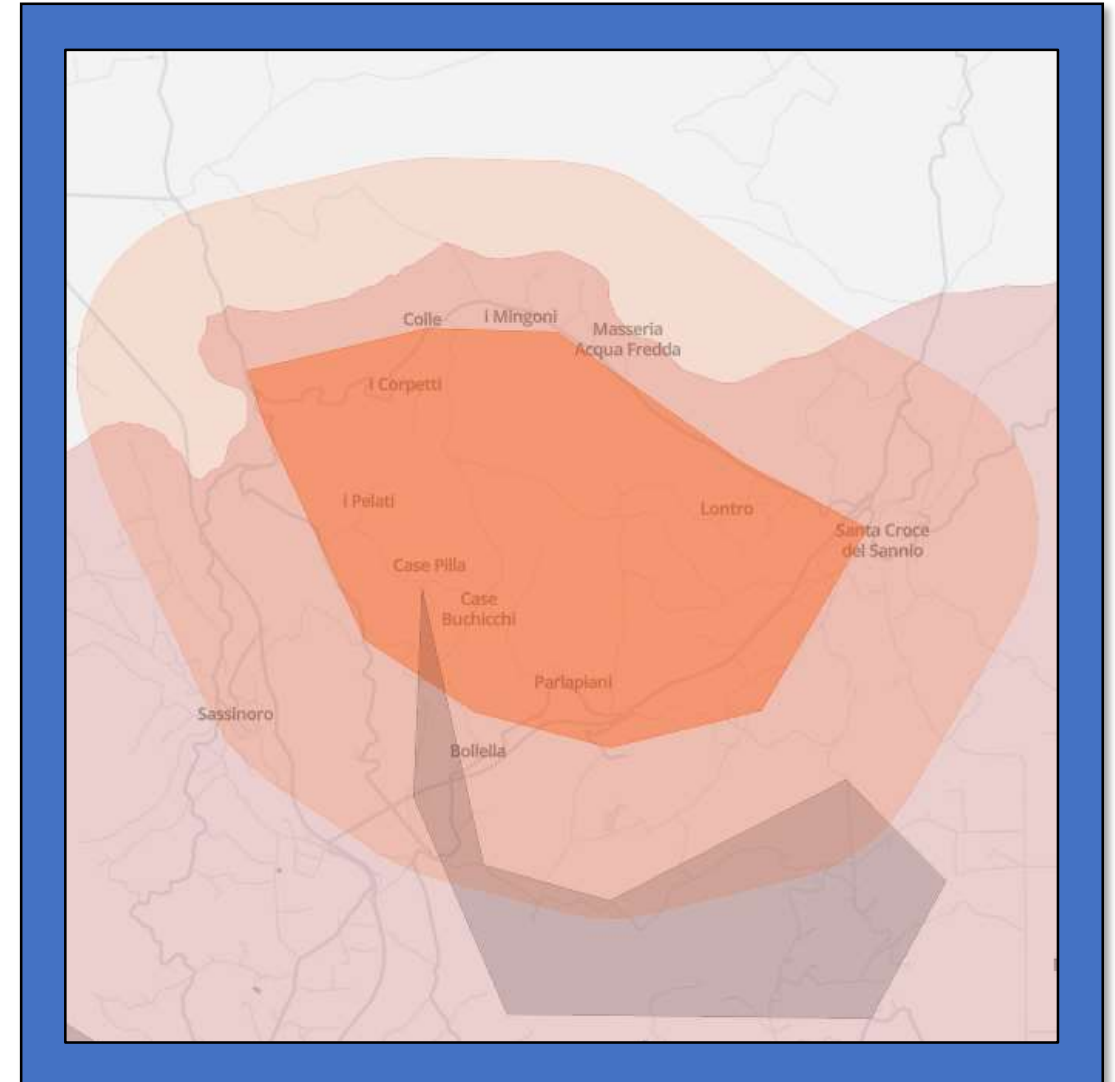 Colle
i Mingoni
Masseria
Acqua Fredda
I Corpetti
i Pelati
Lontro
Santa Croce
del Sannio
Case Pilla
Case
Buchicchi
Parlapiani
Sassinoro
Bollella